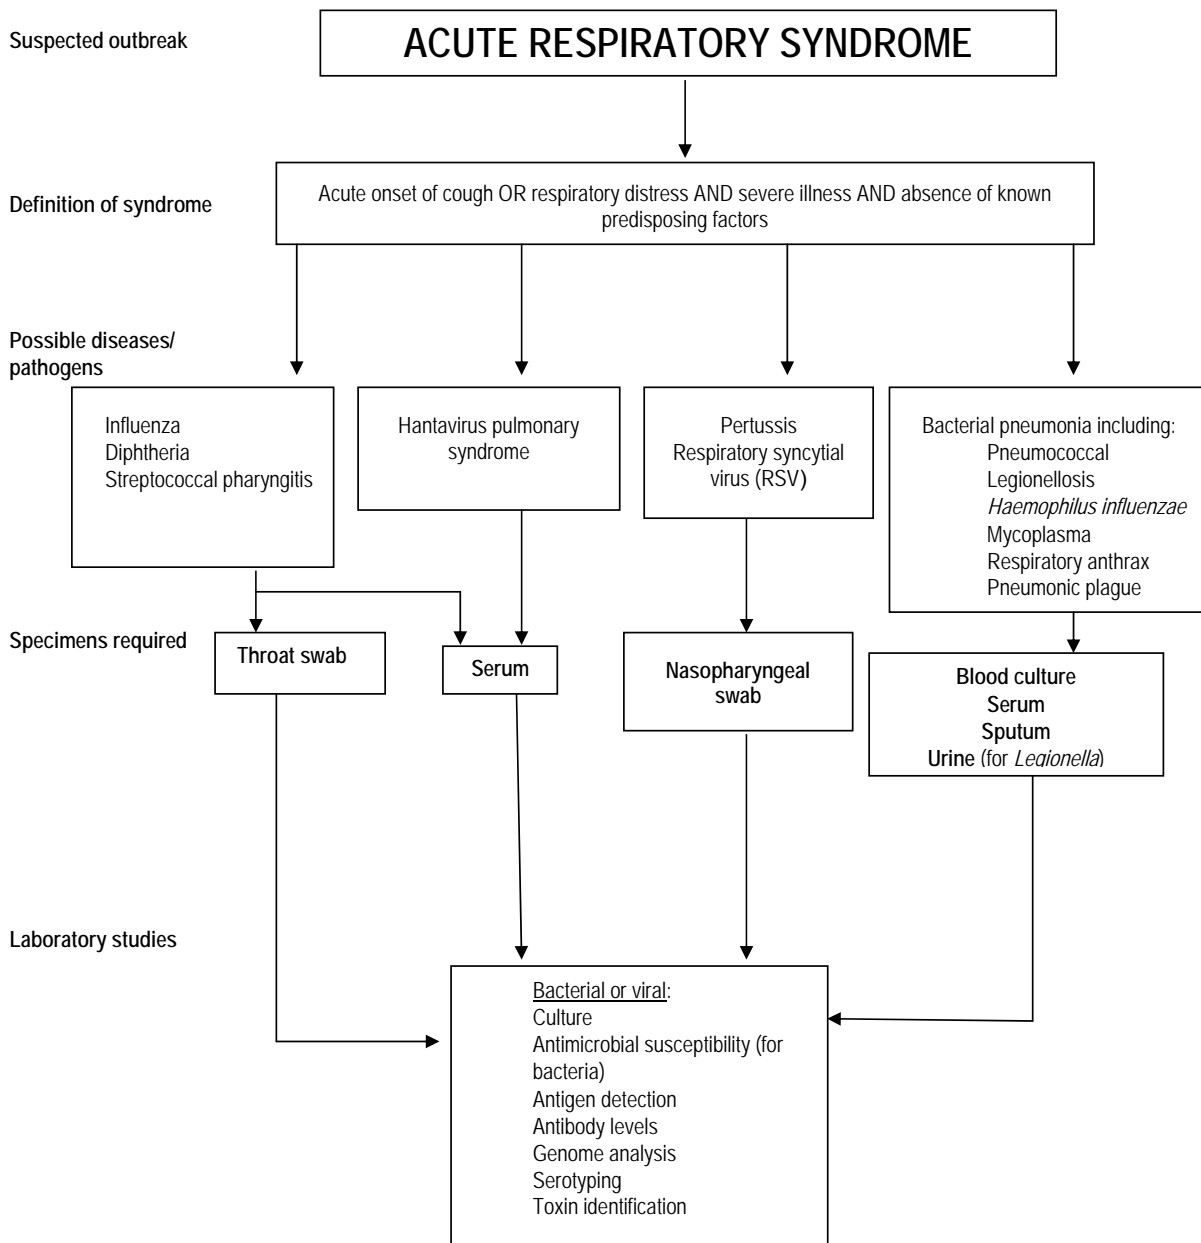 Suspected outbreak
ACUTE RESPIRATORY SYNDROME
Definition of syndrome
Acute onset of cough OR respiratory distress AND severe illness AND absence of known
predisposing factors
Possible diseases/
pathogens
Influenza
Diphtheria
Streptococcal pharyngitis
Hantavirus pulmonary
syndrome
Pertussis
Respiratory syncytial
virus (RSV)
Bacterial pneumonia including:
Pneumococcal
Legionellosis
Haemophilus influenzae
Mycoplasma
Respiratory anthrax
Pneumonic plague
Specimens required
Throat swab
Serum
Nasopharyngeal
swab
Blood culture
Serum
Sputum
Urine (for Legionella)
Laboratory studies
Bacterial or viral:
Culture
Antimicrobial susceptibility (for
bacteria)
Antigen detection
Antibody levels
Genome analysis
Serotyping
Toxin identification